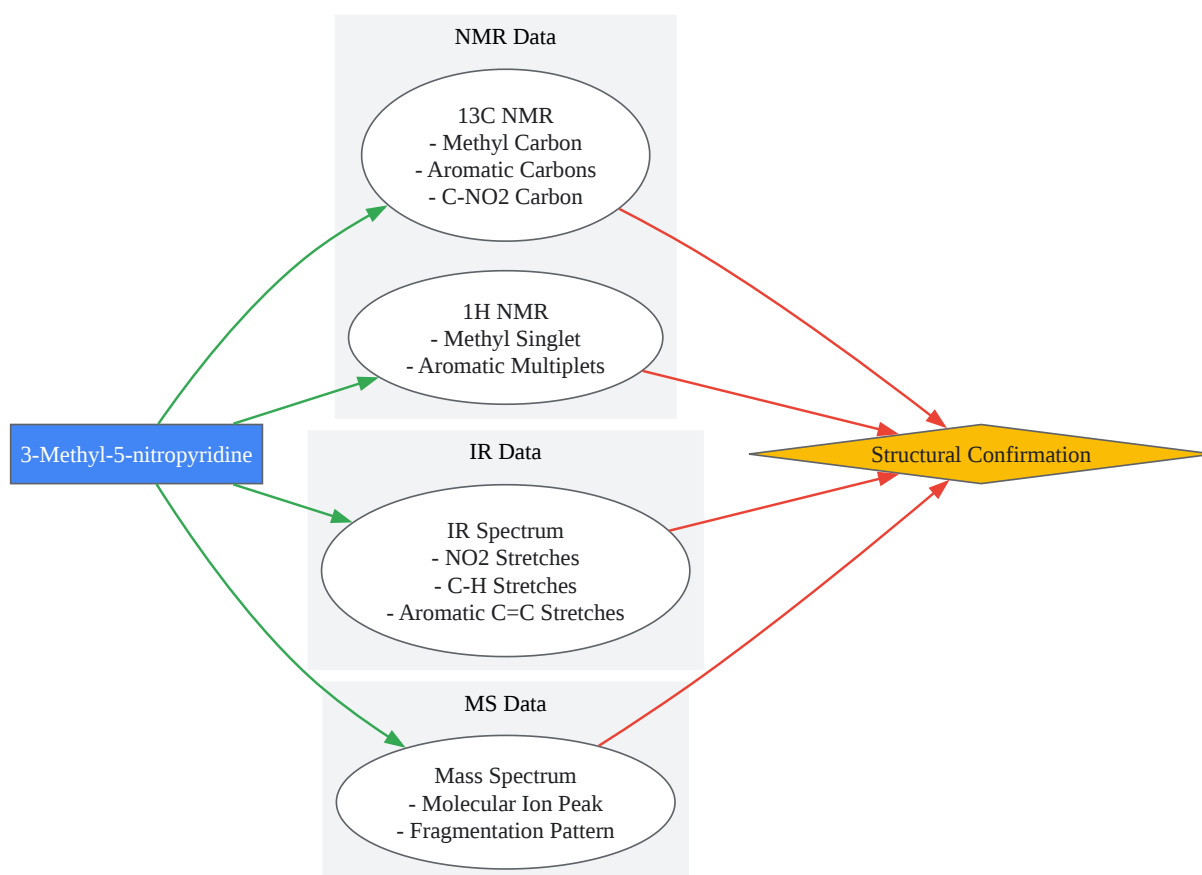 NMR Data
13C NMR
- Methyl Carbon
- Aromatic Carbons
- C-NO2 Carbon
1H NMR
- Methyl Singlet
- Aromatic Multiplets
3-Methyl-5-nitropyridine
Structural Confirmation
IR Data
IR Spectrum
- NO2 Stretches
- C-H Stretches
- Aromatic C=C Stretches
MS Data
Mass Spectrum
- Molecular Ion Peak
- Fragmentation Pattern